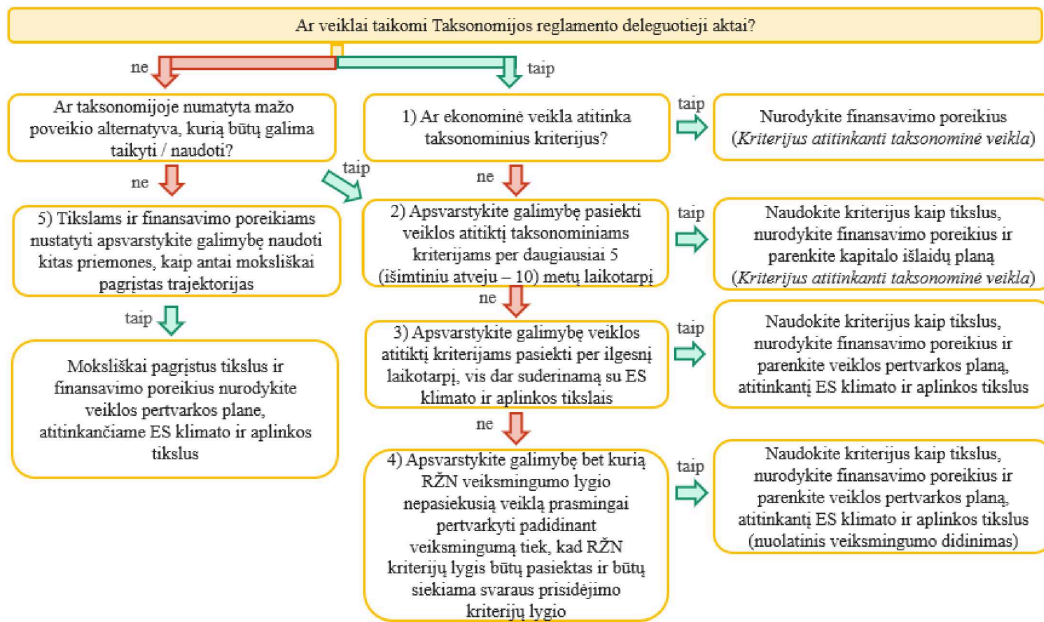 Ar veiklai taikomi Taksonomijos reglamento deleguotieji aktai?
ne
taip
Ar taksonomijoje numatyta mažo
poveikio alternatyva, kurią būtų galima
taikyti / naudoti?
1) Ar ekonominė veikla atitinka
taksonominius kriterijus?
taip
Nurodykite finansavimo poreikius
(Kriterijus atitinkanti taksonominė veikla)
ne
taip
ne
5) Tikslams ir finansavimo poreikiams
nustatyti apsvarstykite galimybę naudoti
kitas priemones, kaip antai moksliškai
pagrįstas trajektorijas
2) Apsvarstykite galimybę pasiekti
veiklos atitiktį taksonominiams
kriterijams per daugiausiai 5
(išimtiniu atveju – 10) metų laikotarpį
taip
Naudokite kriterijus kaip tikslus,
nurodykite finansavimo poreikius ir
parenkite kapitalo išlaidų planą
(Kriterijus atitinkanti taksonominė veikla)
taip
ne
Moksliškai pagrįstus tikslus ir
finansavimo poreikius nurodykite
veiklos pertvarkos plane,
atitinkančiame ES klimato ir aplinkos
tikslus
3) Apsvarstykite galimybę veiklos
atitiktį kriterijams pasiekti per ilgesnį
laikotarpį, vis dar suderinamą su ES
klimato ir aplinkos tikslais
taip
Naudokite kriterijus kaip tikslus,
nurodykite finansavimo poreikius ir
parenkite veiklos pertvarkos planą,
atitinkantį ES klimato ir aplinkos tikslus
ne
4) Apsvarstykite galimybę bet kurią
RŽN veiksmingumo lygio
nepasiekusią veiklą prasmingai
pertvarkyti padidinant
veiksmingumą tiek, kad RŽN
kriterijų lygis būtų pasiektas ir būtų
siekiama svaraus prisidėjimo
kriterijų lygio
taip
Naudokite kriterijus kaip tikslus,
nurodykite finansavimo poreikius ir
parenkite veiklos pertvarkos planą,
atitinkantį ES klimato ir aplinkos tikslus
(nuolatinis veiksmingumo didinimas)